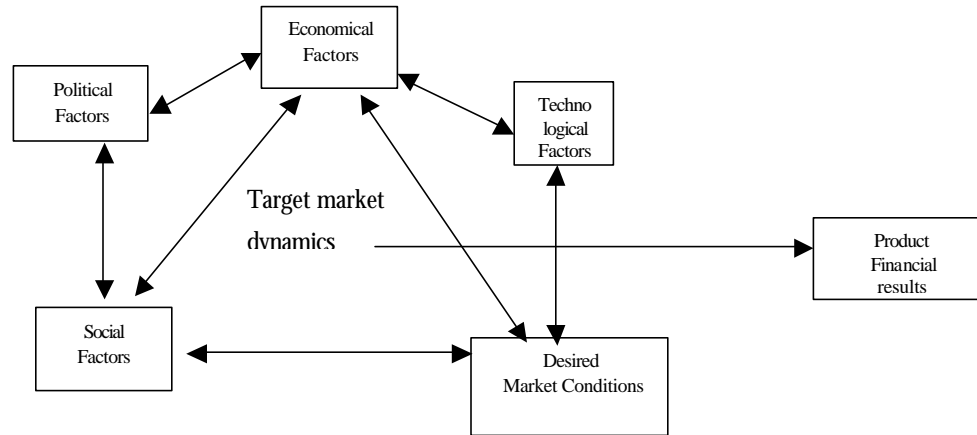 Economical
Factors
Political
Factors
Techno
logical
Factors
Target market
dynamics
Product
Financial
results
Social
Factors
Desired
Market Conditions